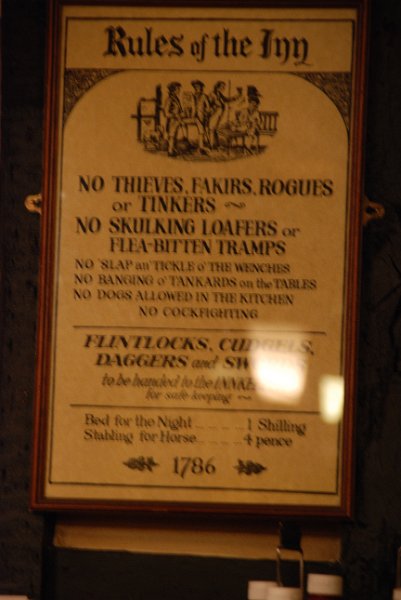 Rules of the Inn
NO THIEVES, FAKIRS, ROGUES
or TINKERS
NO SKULKING LOAFERS or
FLEA-BITTEN TRAMPS
NO 'SLAP an' TICKLE o' THE WENCHES
NO BANGING o' TANKARDS on the TABLES
NO DOGS ALLOWED IN THE KITCHEN
NO COCKFIGHTING
FLINTLOCKS, CUDGELS,
DAGGERS and
to be handed to the
for safe keeping
Bed for the Night ... ... 1 Shilling
Stabling for Horse ... ... 4 pence
1786